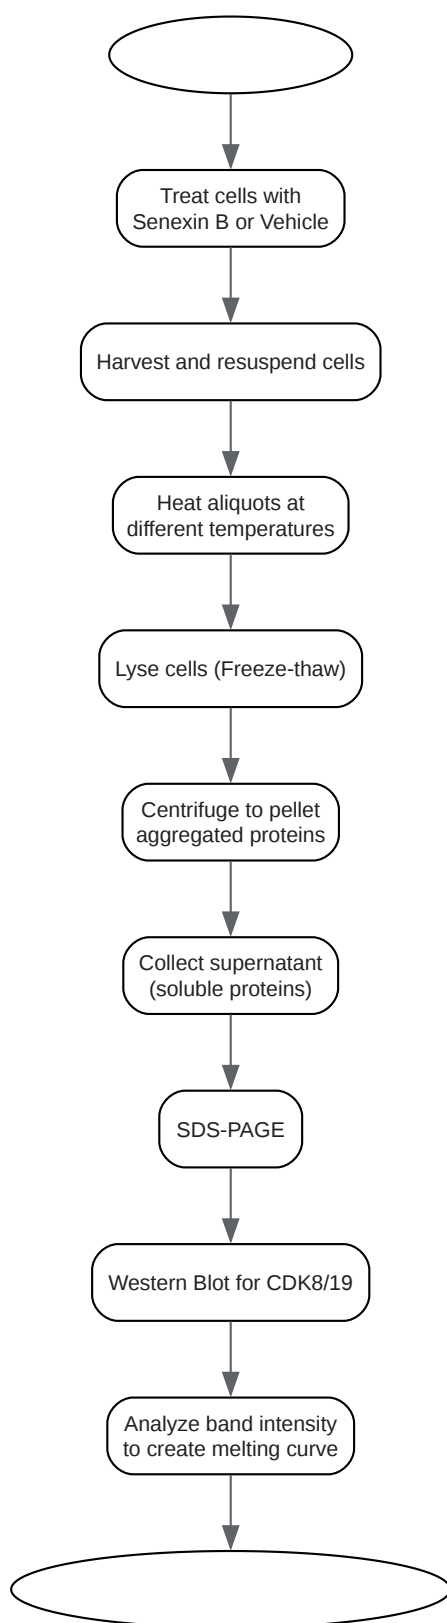 Treat cells with
Senexin B or Vehicle
Harvest and resuspend cells
Heat aliquots at
different temperatures
Lyse cells (Freeze-thaw)
Centrifuge to pellet
aggregated proteins
Collect supernatant
(soluble proteins)
SDS-PAGE
Western Blot for CDK8/19
Analyze band intensity
to create melting curve